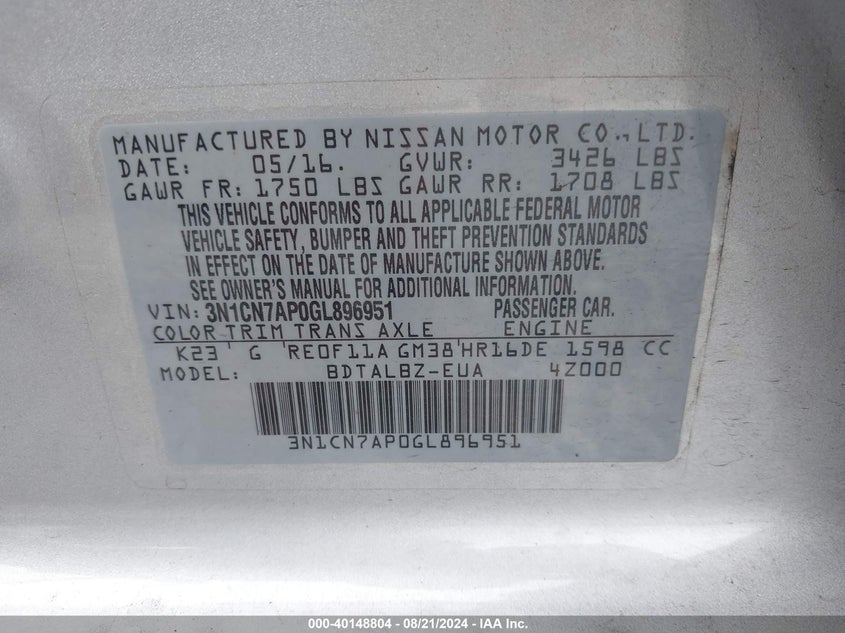 MANUFACTURED BY NISSAN MOTOR CO., LTD.
DATE: 05/16. GVWR: 3426 LBS
GAWR FR: 1750 LBS GAWR RR: 1708 LBS
THIS VEHICLE CONFORMS TO ALL APPLICABLE FEDERAL MOTOR
VEHICLE SAFETY, BUMPER AND THEFT PREVENTION STANDARDS
IN EFFECT ON THE DATE OF MANUFACTURE SHOWN ABOVE.
SEE OWNER'S MANUAL FOR ADDITIONAL INFORMATION.
VIN: 3N1CN7AP0GL896951 PASSENGER CAR.
COLOR TRIM TRANS AXLE ENGINE
K23 G RE0F11A GM38 HR16DE 1598 CC
MODEL: BDTALBZ-EUA 4Z000
3N1CN7AP0GL896951
000-40148804 - 08/21/2024 - IAA Inc.